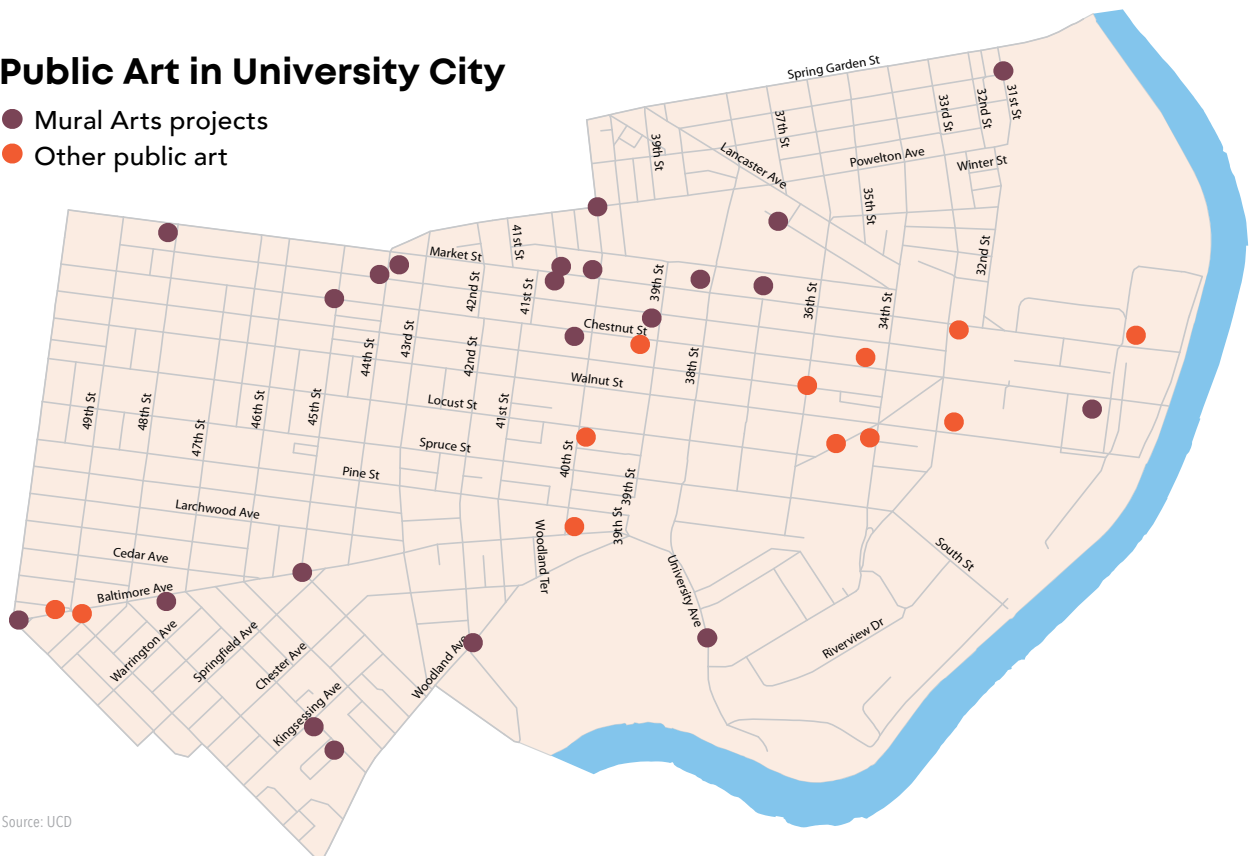 Public Art in University City
Mural Arts projects
Other public art
Spring Garden St
39th St
37th St
33rd St
32nd St
31st St
Lancaster Ave
Powelton Ave
Winter St
35th St
Market St
41st St
32nd St
42nd St
41st St
39th St
36th St
34th St
Chestnut St
43rd St
44th St
42nd St
38th St
Walnut St
49th St
48th St
47th St
46th St
45th St
Locust St
41st St
Spruce St
40th St
Pine St
39th St
Larchwood Ave
39th St
Woodland Ter
Cedar Ave
University Ave
South St
Baltimore Ave
Warrington Ave
Springfield Ave
Chester Ave
Woodland Ave
Riverview Dr
Kingsessing Ave
Source: UCD